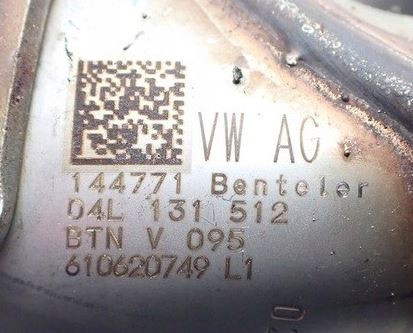 VW AG
144771 Benteler
04L 131 512
BTN V 095
610620749 L1